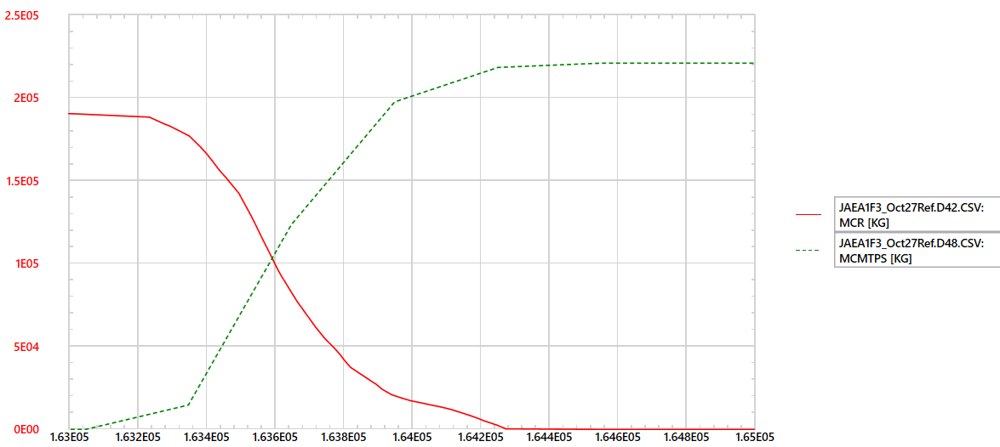 2.5E05
2E05
1.5E05
1E05
5E04
0E00
1.63E05 1.632E05 1.634E05 1.636E05 1.638E05 1.64E05 1.642E05 1.644E05 1.646E05 1.648E05 1.65E05
JAEA1F3_Oct27Ref.D42.CSV:
MCR [KG]
JAEA1F3_Oct27Ref.D48.CSV:
MCMTPS [KG]